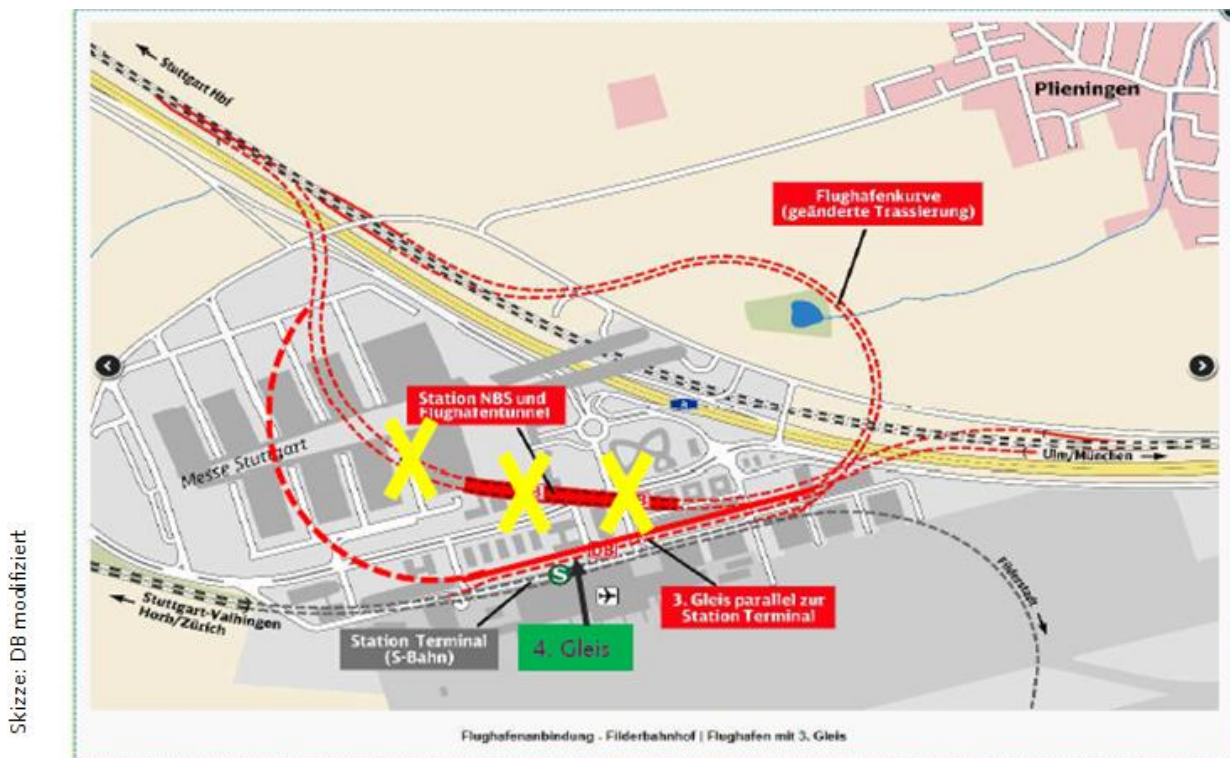 Stuttgart Hbf
Plieningen
Flughafenkurve
(geänderte Trassierung)
Station NBS und
Flughafentunnel
Messe Stuttgart
A
Ulm/München
DB
S
Stuttgart-Vaihingen
Horb/Zürich
Station Terminal
(S-Bahn)
4. Gleis
3. Gleis parallel zur
Station Terminal
Filderstadt
Skizze: DB modifiziert
Flughafenanbindung - Filderbahnhof | Flughafen mit 3. Gleis